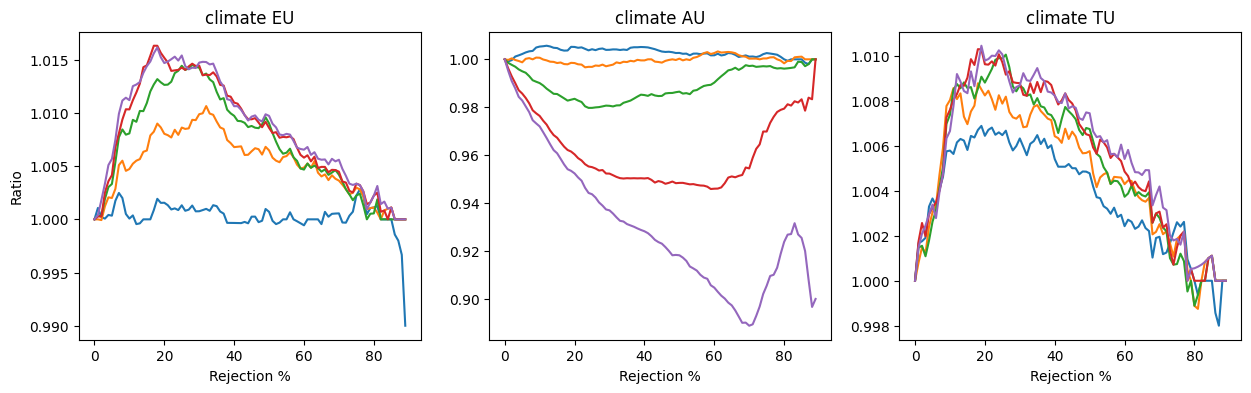 climate EU
1.015
1.010
1.005
1.000
0.995
0.990
Ratio
0 20 40 60 80
Rejection %
climate AU
1.00
0.98
0.96
0.94
0.92
0.90
0 20 40 60 80
Rejection %
climate TU
1.010
1.008
1.006
1.004
1.002
1.000
0.998
0 20 40 60 80
Rejection %